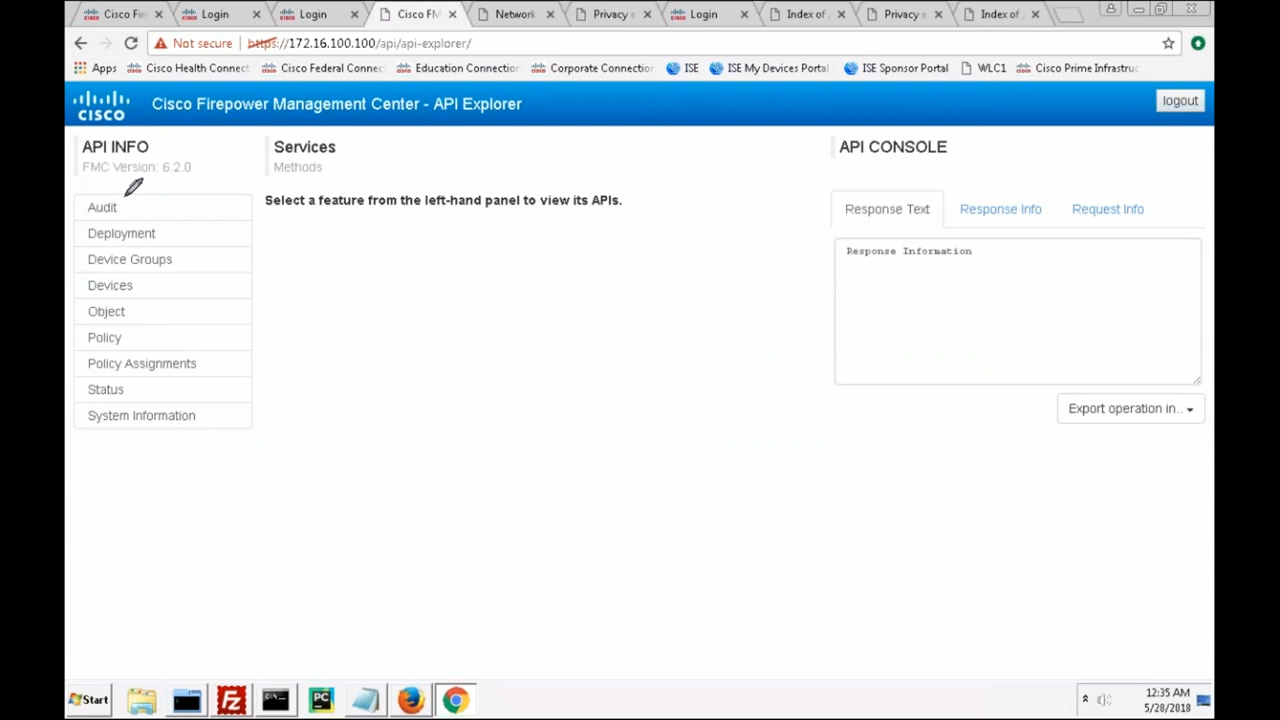 Cisco Fir
Login
Login
Cisco FM
Network
Privacy e
Login
Index of
Privacy e
Index of
Not secure
https://172.16.100.100/api/api-explorer/
Apps
Cisco Health Connect
Cisco Federal Connec
Education Connection
Corporate Connection
ISE
ISE My Devices Portal
ISE Sponsor Portal
WLC1
Cisco Prime Infrastruc
CISCO
Cisco Firepower Management Center - API Explorer
logout
API INFO
FMC Version: 6.2.0
Audit
Deployment
Device Groups
Devices
Object
Policy
Policy Assignments
Status
System Information
Services
Methods
Select a feature from the left-hand panel to view its APIs.
API CONSOLE
Response Text
Response Info
Request Info
Response Information
Export operation in..
Start
Fz
PC
12:35 AM
5/28/2018